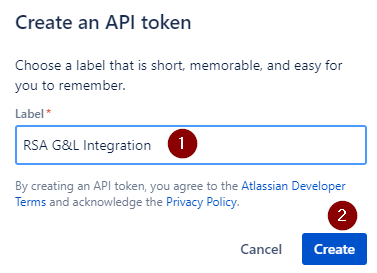 Create an API token
Choose a label that is short, memorable, and easy for
you to remember.
Label*
RSA G&L Integration 1
By creating an API token, you agree to the Atlassian Developer
Terms and acknowledge the Privacy Policy.
2
Cancel Create